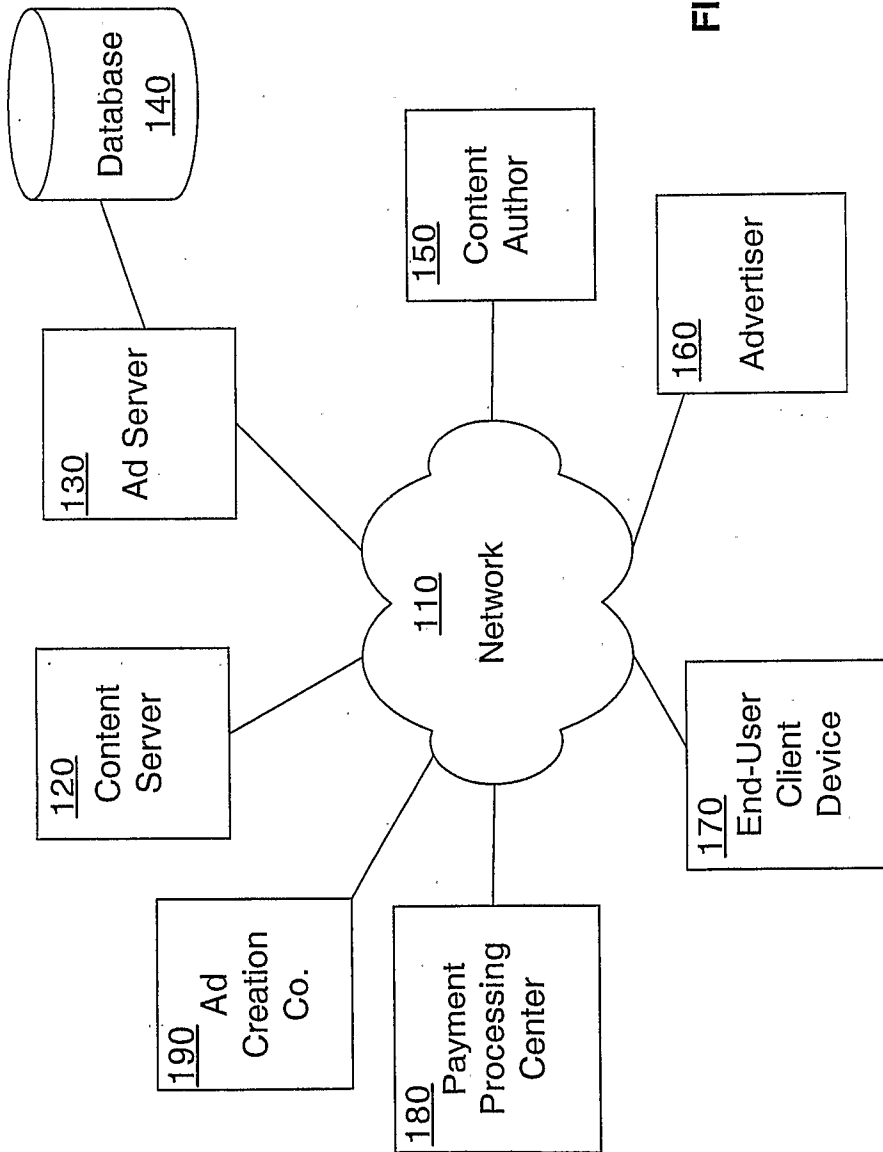 Database
140
130
Ad Server
120
Content
Server
190
Ad
Creation
Co.
180
Payment
Processing
Center
110
Network
150
Content
Author
160
Advertiser
170
End-User
Client
Device